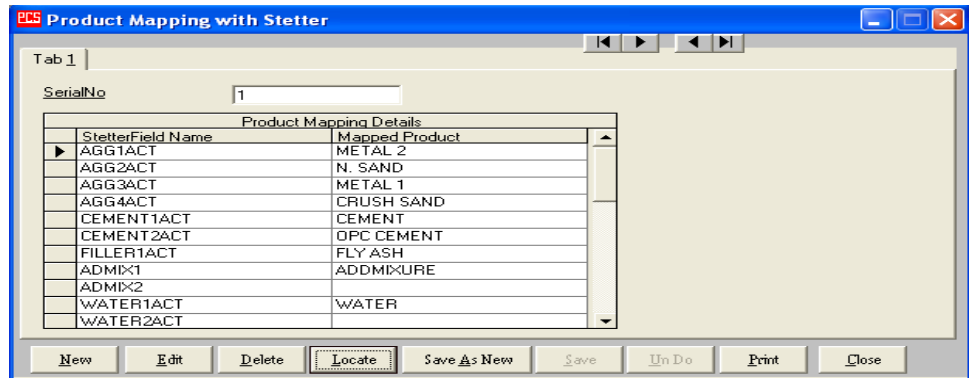 PCS Product Mapping with Stetter
Tab 1
SerialNo 1
Product Mapping Details
StetterField Name Mapped Product
AGG1ACT METAL 2
AGG2ACT N. SAND
AGG3ACT METAL 1
AGG4ACT CRUSH SAND
CEMENT1ACT CEMENT
CEMENT2ACT OPC CEMENT
FILLER1ACT FLY ASH
ADMIX1 ADDMIXURE
ADMIX2
WATER1ACT WATER
WATER2ACT
New Edit Delete Locate Save As New Save Un Do Print Close